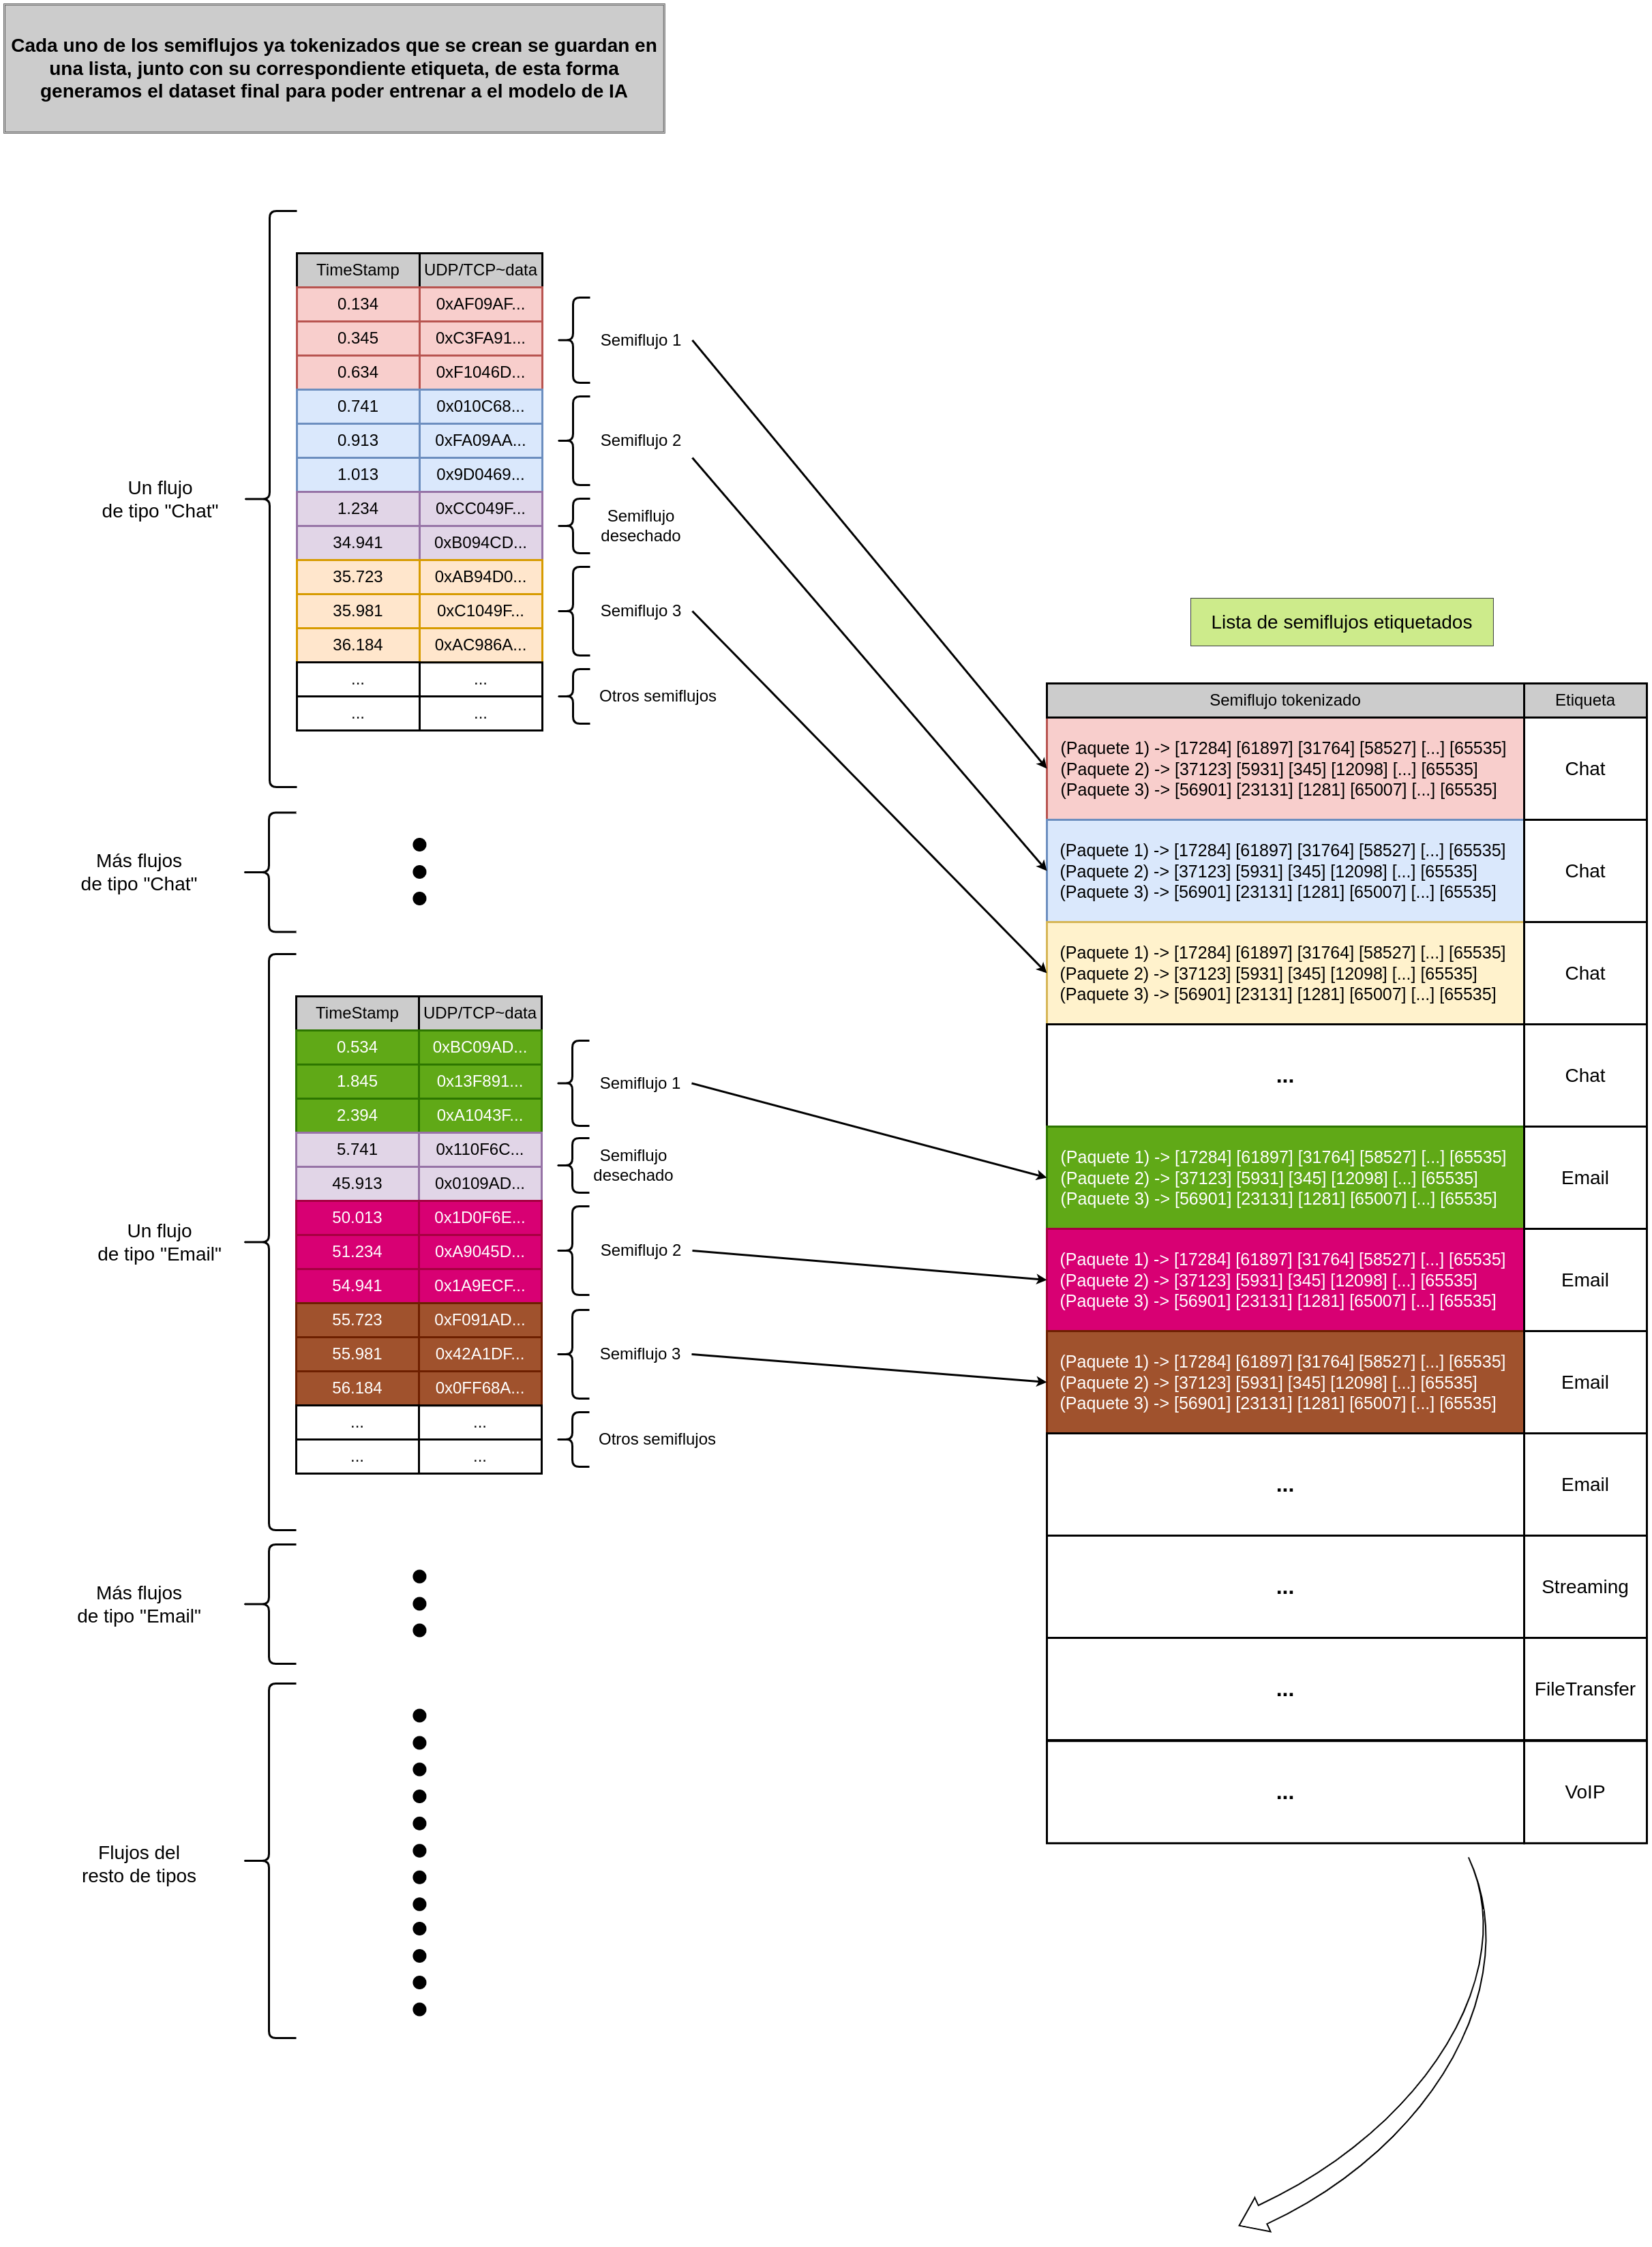 Cada uno de los semiflujos ya tokenizados que se crean se guardan en
una lista, junto con su correspondiente etiqueta, de esta forma
generamos el dataset final para poder entrenar a el modelo de IA
Un flujo
de tipo "Chat"
TimeStamp UDP/TCP~data
0.134 0xAF09AF...
0.345 0xC3FA91...
0.634 0xF1046D...
0.741 0x010C68...
0.913 0xFA09AA...
1.013 0x9D0469...
1.234 0xCC049F...
34.941 0xB094CD...
35.723 0xAB94D0...
35.981 0xC1049F...
36.184 0xAC986A...
... ...
... ...
Semiflujo 1
Semiflujo 2
Semiflujo
desechado
Semiflujo 3
Otros semiflujos
Más flujos
de tipo "Chat"
Un flujo
de tipo "Email"
TimeStamp UDP/TCP~data
0.534 0xBC09AD...
1.845 0x13F891...
2.394 0xA1043F...
5.741 0x110F6C...
45.913 0x0109AD...
50.013 0x1D0F6E...
51.234 0xA9045D...
54.941 0x1A9ECF...
55.723 0xF091AD...
55.981 0x42A1DF...
56.184 0x0FF68A...
... ...
... ...
Semiflujo 1
Semiflujo
desechado
Semiflujo 2
Semiflujo 3
Otros semiflujos
Más flujos
de tipo "Email"
Flujos del
resto de tipos
Lista de semiflujos etiquetados
Semiflujo tokenizado Etiqueta
(Paquete 1) -> [17284] [61897] [31764] [58527] [...] [65535]
(Paquete 2) -> [37123] [5931] [345] [12098] [...] [65535]
(Paquete 3) -> [56901] [23131] [1281] [65007] [...] [65535]
Chat
(Paquete 1) -> [17284] [61897] [31764] [58527] [...] [65535]
(Paquete 2) -> [37123] [5931] [345] [12098] [...] [65535]
(Paquete 3) -> [56901] [23131] [1281] [65007] [...] [65535]
Chat
(Paquete 1) -> [17284] [61897] [31764] [58527] [...] [65535]
(Paquete 2) -> [37123] [5931] [345] [12098] [...] [65535]
(Paquete 3) -> [56901] [23131] [1281] [65007] [...] [65535]
Chat
... Chat
(Paquete 1) -> [17284] [61897] [31764] [58527] [...] [65535]
(Paquete 2) -> [37123] [5931] [345] [12098] [...] [65535]
(Paquete 3) -> [56901] [23131] [1281] [65007] [...] [65535]
Email
(Paquete 1) -> [17284] [61897] [31764] [58527] [...] [65535]
(Paquete 2) -> [37123] [5931] [345] [12098] [...] [65535]
(Paquete 3) -> [56901] [23131] [1281] [65007] [...] [65535]
Email
(Paquete 1) -> [17284] [61897] [31764] [58527] [...] [65535]
(Paquete 2) -> [37123] [5931] [345] [12098] [...] [65535]
(Paquete 3) -> [56901] [23131] [1281] [65007] [...] [65535]
Email
... Email
... Streaming
... FileTransfer
... VoIP